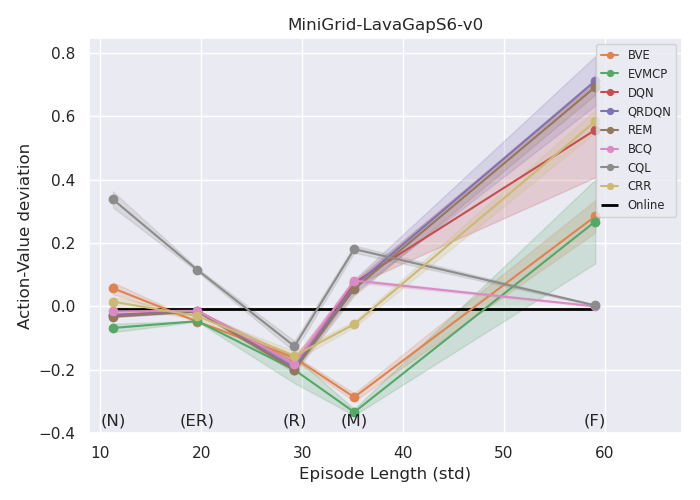 MiniGrid-LavaGapS6-v0
Action-Value deviation
0.8
0.6
0.4
0.2
0.0
−0.2
−0.4
BVE
EVMCP
DQN
QRDQN
REM
BCQ
CQL
CRR
Online
(N) (ER) (R) (M) (F)
10 20 30 40 50 60
Episode Length (std)